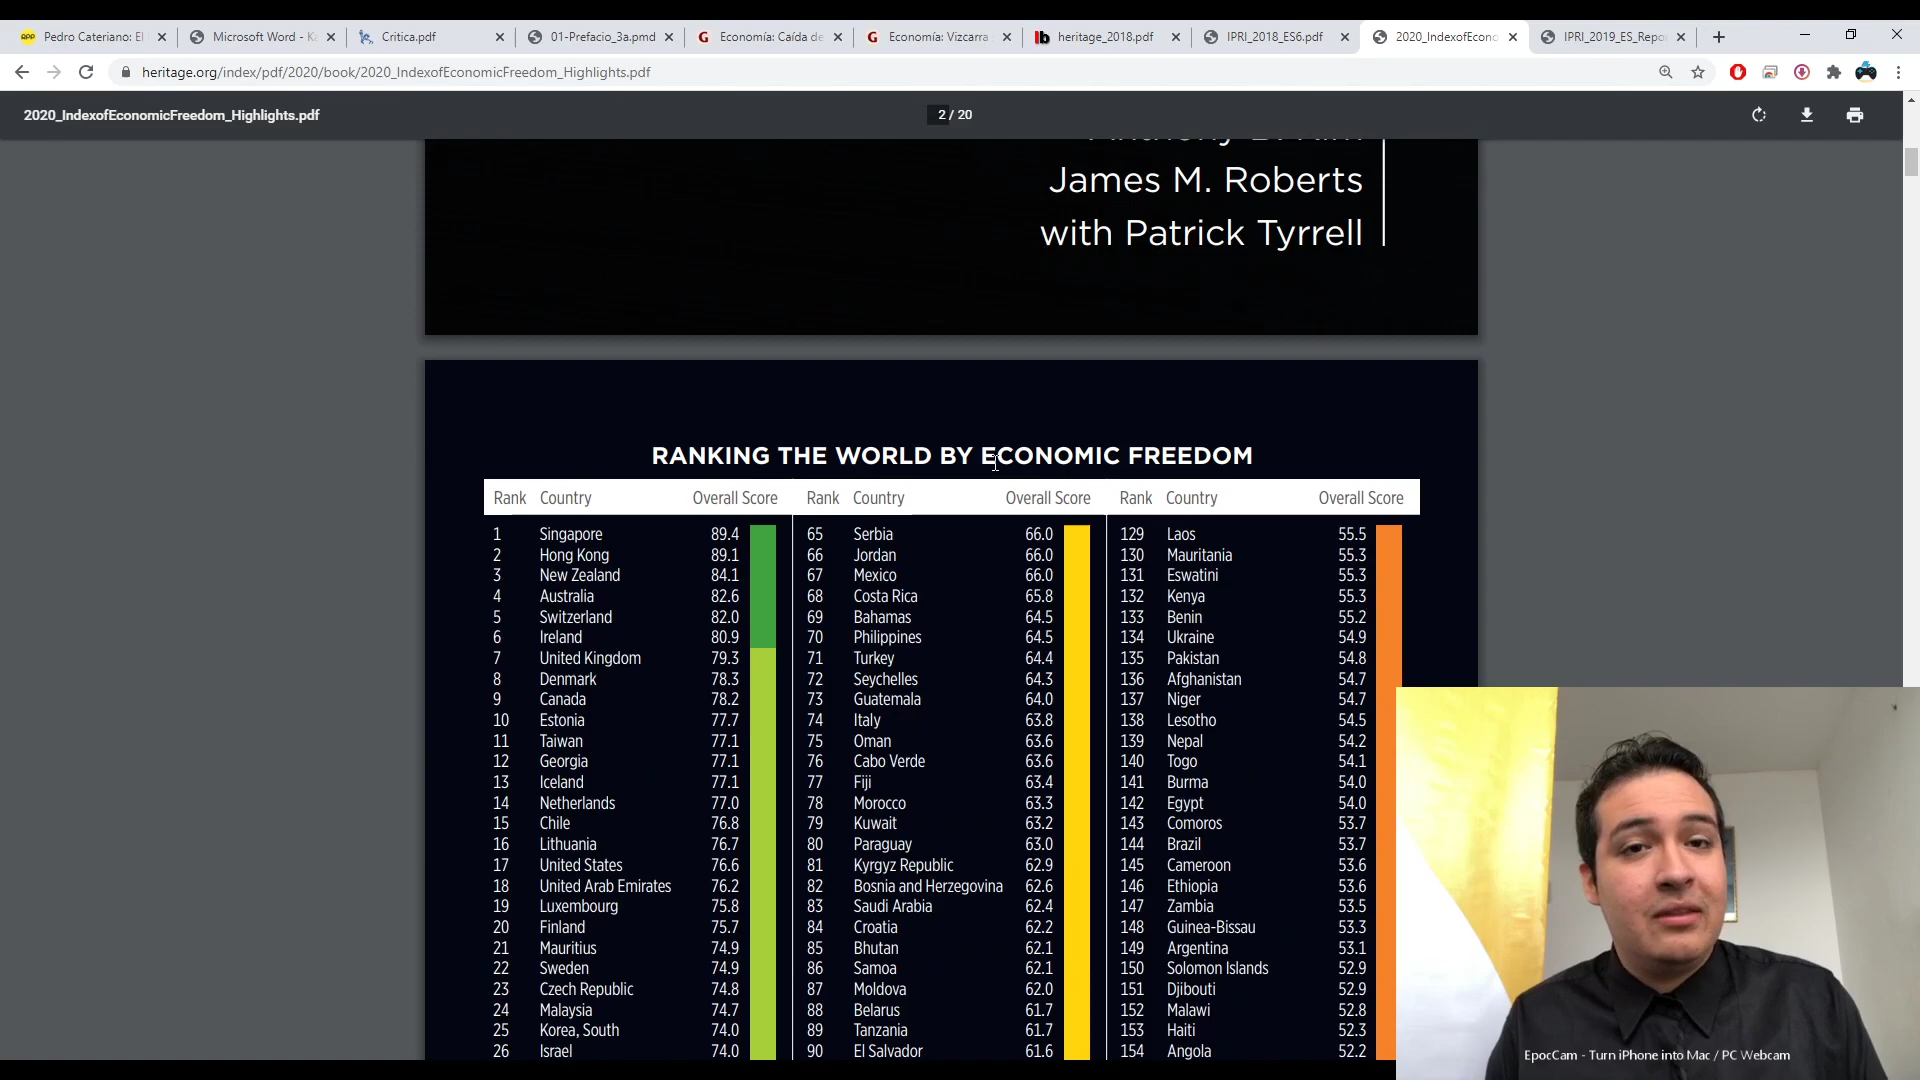 Pedro Cateriano: El
Microsoft Word - Ka
Critica.pdf
01-Prefacio_3a.pmd
Economía: Caída de
Economía: Vizcarra
heritage_2018.pdf
IPRI_2018_ES6.pdf
2020_IndexofEcono
IPRI_2019_ES_Repo
heritage.org/index/pdf/2020/book/2020_IndexofEconomicFreedom_Highlights.pdf
2020_IndexofEconomicFreedom_Highlights.pdf
2 / 20
James M. Roberts
with Patrick Tyrrell
RANKING THE WORLD BY ECONOMIC FREEDOM
Rank Country Overall Score Rank Country Overall Score Rank Country Overall Score
1 Singapore 89.4 65 Serbia 66.0 129 Laos 55.5
2 Hong Kong 89.1 66 Jordan 66.0 130 Mauritania 55.3
3 New Zealand 84.1 67 Mexico 66.0 131 Eswatini 55.3
4 Australia 82.6 68 Costa Rica 65.8 132 Kenya 55.3
5 Switzerland 82.0 69 Bahamas 64.5 133 Benin 55.2
6 Ireland 80.9 70 Philippines 64.5 134 Ukraine 54.9
7 United Kingdom 79.3 71 Turkey 64.4 135 Pakistan 54.8
8 Denmark 78.3 72 Seychelles 64.3 136 Afghanistan 54.7
9 Canada 78.2 73 Guatemala 64.0 137 Niger 54.7
10 Estonia 77.7 74 Italy 63.8 138 Lesotho 54.5
11 Taiwan 77.1 75 Oman 63.6 139 Nepal 54.2
12 Georgia 77.1 76 Cabo Verde 63.6 140 Togo 54.1
13 Iceland 77.1 77 Fiji 63.4 141 Burma 54.0
14 Netherlands 77.0 78 Morocco 63.3 142 Egypt 54.0
15 Chile 76.8 79 Kuwait 63.2 143 Comoros 53.7
16 Lithuania 76.7 80 Paraguay 63.0 144 Brazil 53.7
17 United States 76.6 81 Kyrgyz Republic 62.9 145 Cameroon 53.6
18 United Arab Emirates 76.2 82 Bosnia and Herzegovina 62.6 146 Ethiopia 53.6
19 Luxembourg 75.8 83 Saudi Arabia 62.4 147 Zambia 53.5
20 Finland 75.7 84 Croatia 62.2 148 Guinea-Bissau 53.3
21 Mauritius 74.9 85 Bhutan 62.1 149 Argentina 53.1
22 Sweden 74.9 86 Samoa 62.1 150 Solomon Islands 52.9
23 Czech Republic 74.8 87 Moldova 62.0 151 Djibouti 52.9
24 Malaysia 74.7 88 Belarus 61.7 152 Malawi 52.8
25 Korea, South 74.0 89 Tanzania 61.7 153 Haiti 52.3
26 Israel 74.0 90 El Salvador 61.6 154 Angola 52.2
EpocCam - Turn iPhone into Mac / PC Webcam